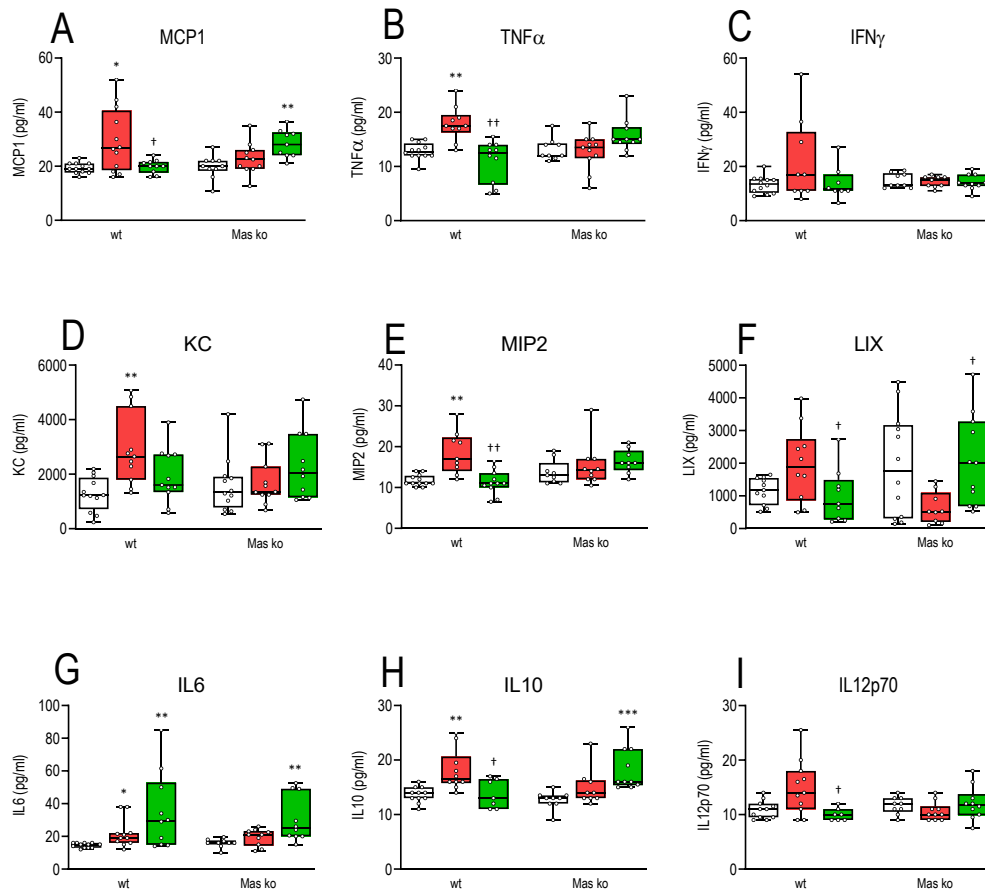 A
MCP1
MCP1 (pg/ml)
60
40
20
0
*
†
**
wt
Mas ko
B
TNFα
TNFα (pg/ml)
30
20
10
0
**
††
wt
Mas ko
C
IFNγ
IFNγ (pg/ml)
60
40
20
0
wt
Mas ko
D
KC
KC (pg/ml)
6000
4000
2000
0
**
wt
Mas ko
E
MIP2
MIP2 (pg/ml)
40
30
20
10
0
**
††
wt
Mas ko
F
LIX
LIX (pg/ml)
5000
4000
3000
2000
1000
0
†
†
wt
Mas ko
G
IL6
IL6 (pg/ml)
100
80
60
40
20
0
*
**
**
wt
Mas ko
H
IL10
IL10 (pg/ml)
30
20
10
0
**
†
***
wt
Mas ko
I
IL12p70
IL12p70 (pg/ml)
30
20
10
0
†
wt
Mas ko